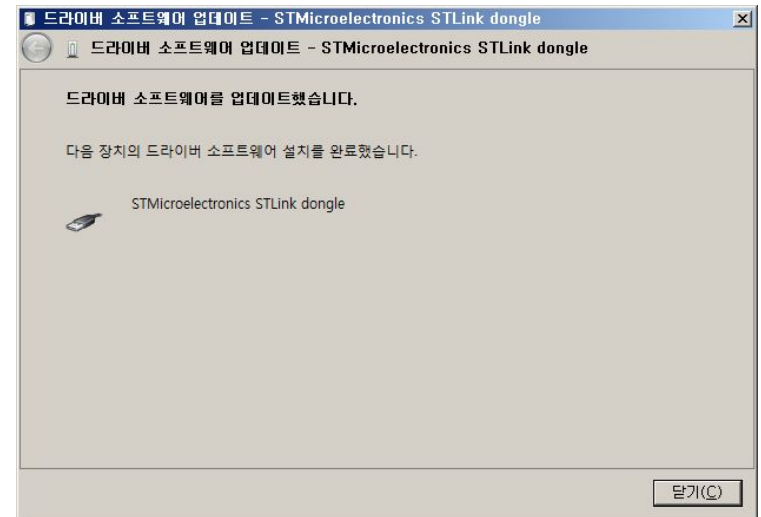 드라이버 소프트웨어 업데이트 - STMicroelectronics STLink dongle
드라이버 소프트웨어 업데이트 - STMicroelectronics STLink dongle
드라이버 소프트웨어를 업데이트했습니다.
다음 장치의 드라이버 소프트웨어 설치를 완료했습니다.
STMicroelectronics STLink dongle
닫기(C)